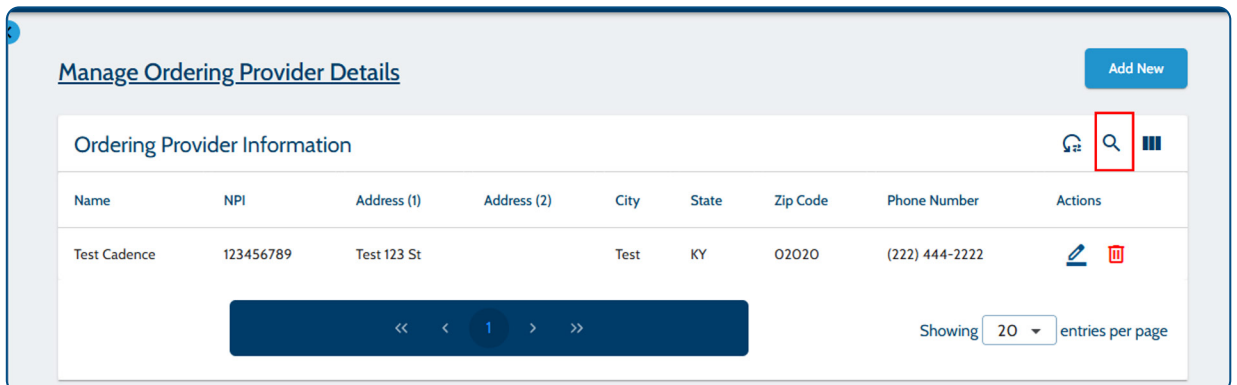 Manage Ordering Provider Details
Add New
Ordering Provider Information
Name NPI Address (1) Address (2) City State Zip Code Phone Number Actions
Test Cadence 123456789 Test 123 St Test KY 02020 (222) 444-2222
<< < 1 > >> Showing 20 entries per page